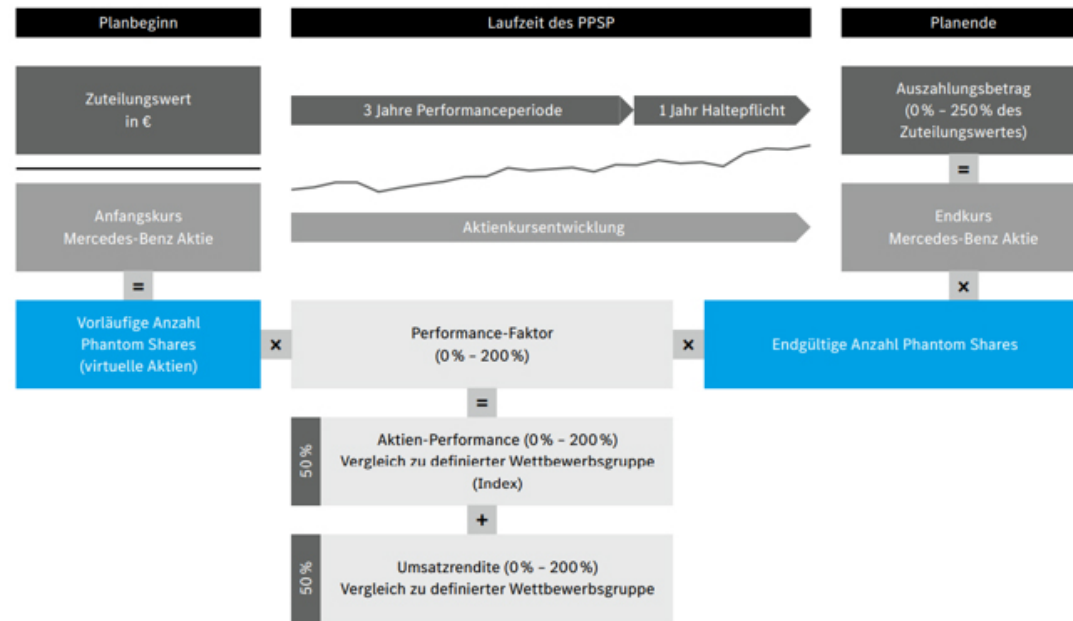 Planbeginn
Laufzeit des PPSP
Planende
Zuteilungswert
in €
3 Jahre Performanceperiode
1 Jahr Haltepflicht
Auszahlungsbetrag
(0 % – 250 % des
Zuteilungswertes)
=
Anfangskurs
Mercedes-Benz Aktie
Aktienkursentwicklung
Endkurs
Mercedes-Benz Aktie
=
×
Vorläufige Anzahl
Phantom Shares
(virtuelle Aktien)
×
Performance-Faktor
(0 % – 200 %)
×
Endgültige Anzahl Phantom Shares
=
50 %
Aktien-Performance (0 % – 200 %)
Vergleich zu definierter Wettbewerbsgruppe
(Index)
+
50 %
Umsatzrendite (0 % – 200 %)
Vergleich zu definierter Wettbewerbsgruppe